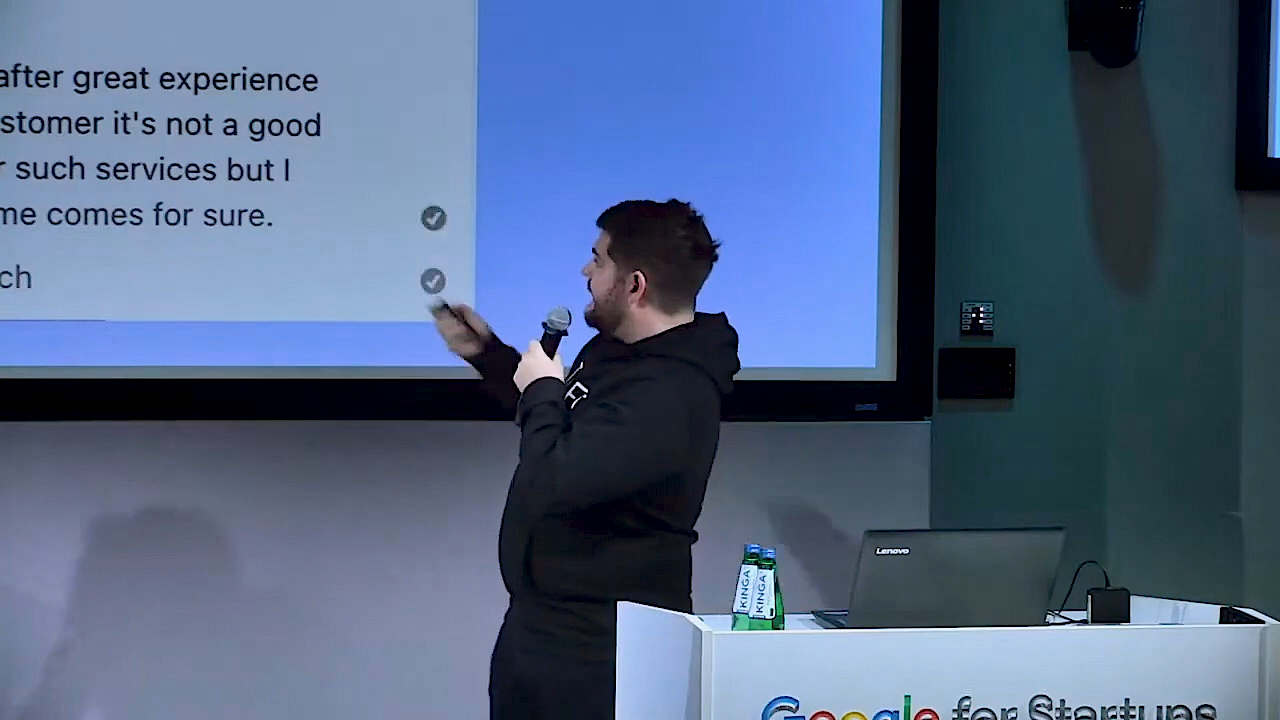 after great experience
stomer it's not a good
r such services but I
me comes for sure.
ch
Lenovo
KINGA
KINGA
Google for Startups